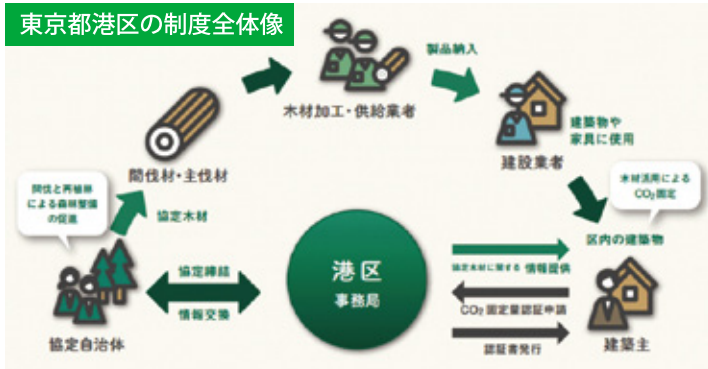 東京都港区の制度全体像
製品納入
木材加工・供給業者
建築物や
家具に使用
間伐材・主伐材
建設業者
間伐と再植林
による森林整備
の促進
協定木材
木材活用による
CO₂固定
区内の建築物
協定締結
情報交換
港区
事務局
協定木材に関する 情報提供
CO₂固定量認証申請
認証書発行
協定自治体
建築主